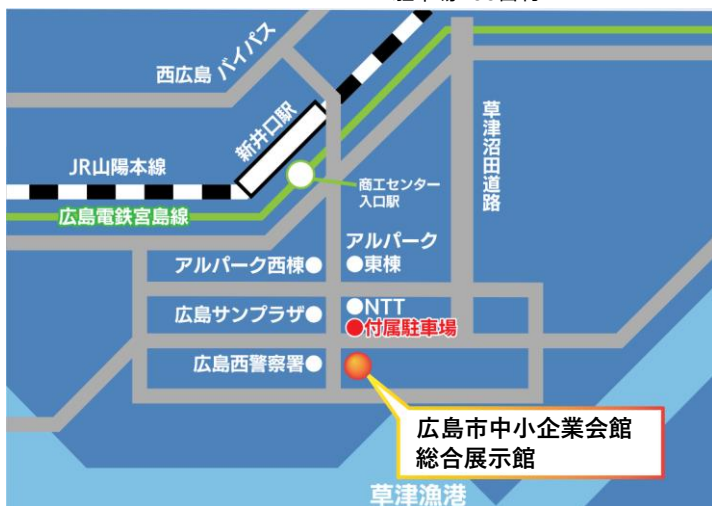 西広島 バイパス
新井口駅
JR山陽本線
広島電鉄宮島線
商工センター
入口駅
草津沼田道路
アルパーク西棟
アルパーク
東棟
広島サンプラザ
NTT
付属駐車場
広島西警察署
広島市中小企業会館
総合展示館
草津漁港